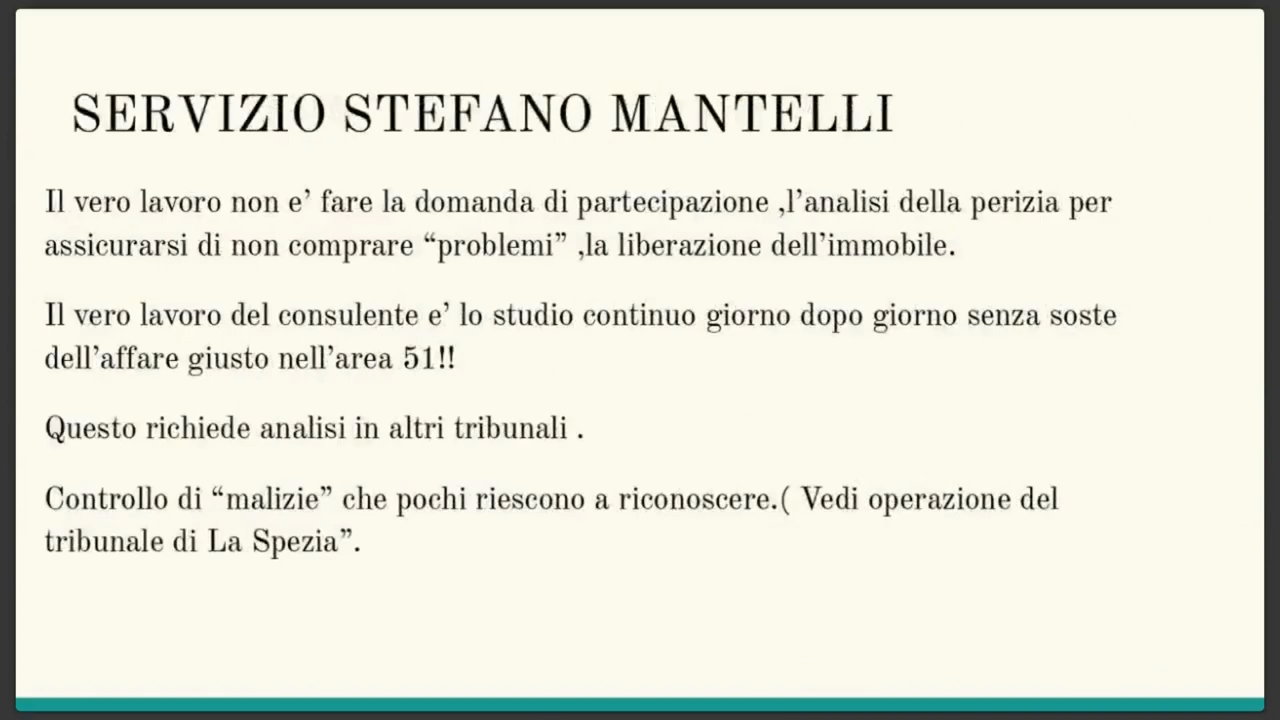 SERVIZIO STEFANO MANTELLI
Il vero lavoro non e’ fare la domanda di partecipazione ,l’analisi della perizia per
assicurarsi di non comprare “problemi” ,la liberazione dell’immobile.
Il vero lavoro del consulente e’ lo studio continuo giorno dopo giorno senza soste
dell’affare giusto nell’area 51!!
Questo richiede analisi in altri tribunali .
Controllo di “malizie” che pochi riescono a riconoscere.( Vedi operazione del
tribunale di La Spezia”.